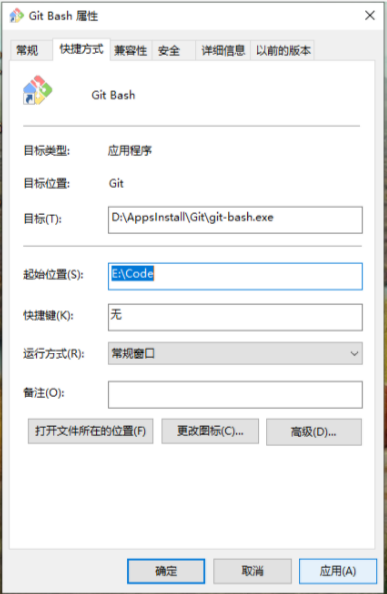 Git Bash 属性
常规 快捷方式 兼容性 安全 详细信息 以前的版本
Git Bash
目标类型: 应用程序
目标位置: Git
目标(T): D:\AppsInstall\Git\git-bash.exe
起始位置(S): E:\Code
快捷键(K): 无
运行方式(R): 常规窗口
备注(O):
打开文件所在的位置(F) 更改图标(C)... 高级(D)...
确定 取消 应用(A)